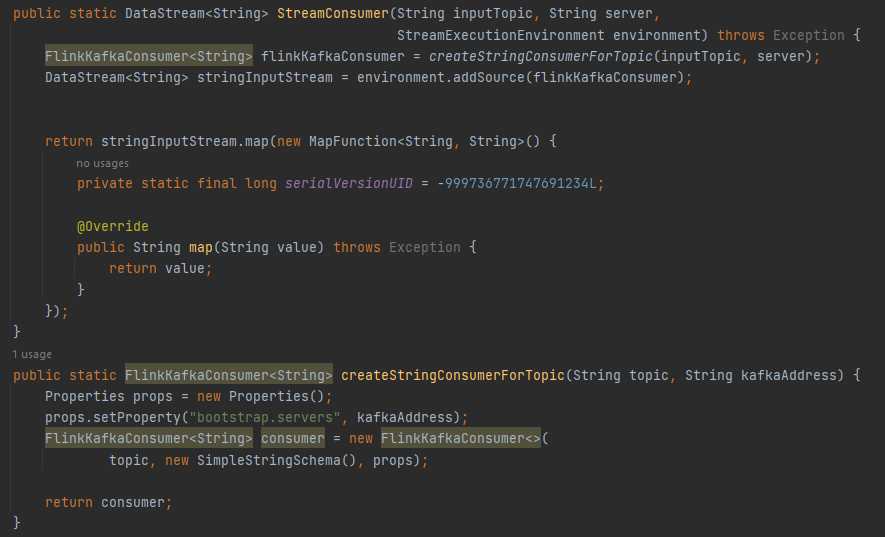 public static DataStream<String> StreamConsumer(String inputTopic, String server,
StreamExecutionEnvironment environment) throws Exception {
FlinkKafkaConsumer<String> flinkKafkaConsumer = createStringConsumerForTopic(inputTopic, server);
DataStream<String> stringInputStream = environment.addSource(flinkKafkaConsumer);
return stringInputStream.map(new MapFunction<String, String>() {
no usages
private static final long serialVersionUID = -999736771747691234L;
@Override
public String map(String value) throws Exception {
return value;
}
});
}
1 usage
public static FlinkKafkaConsumer<String> createStringConsumerForTopic(String topic, String kafkaAddress) {
Properties props = new Properties();
props.setProperty("bootstrap.servers", kafkaAddress);
FlinkKafkaConsumer<String> consumer = new FlinkKafkaConsumer<>(
topic, new SimpleStringSchema(), props);
return consumer;
}